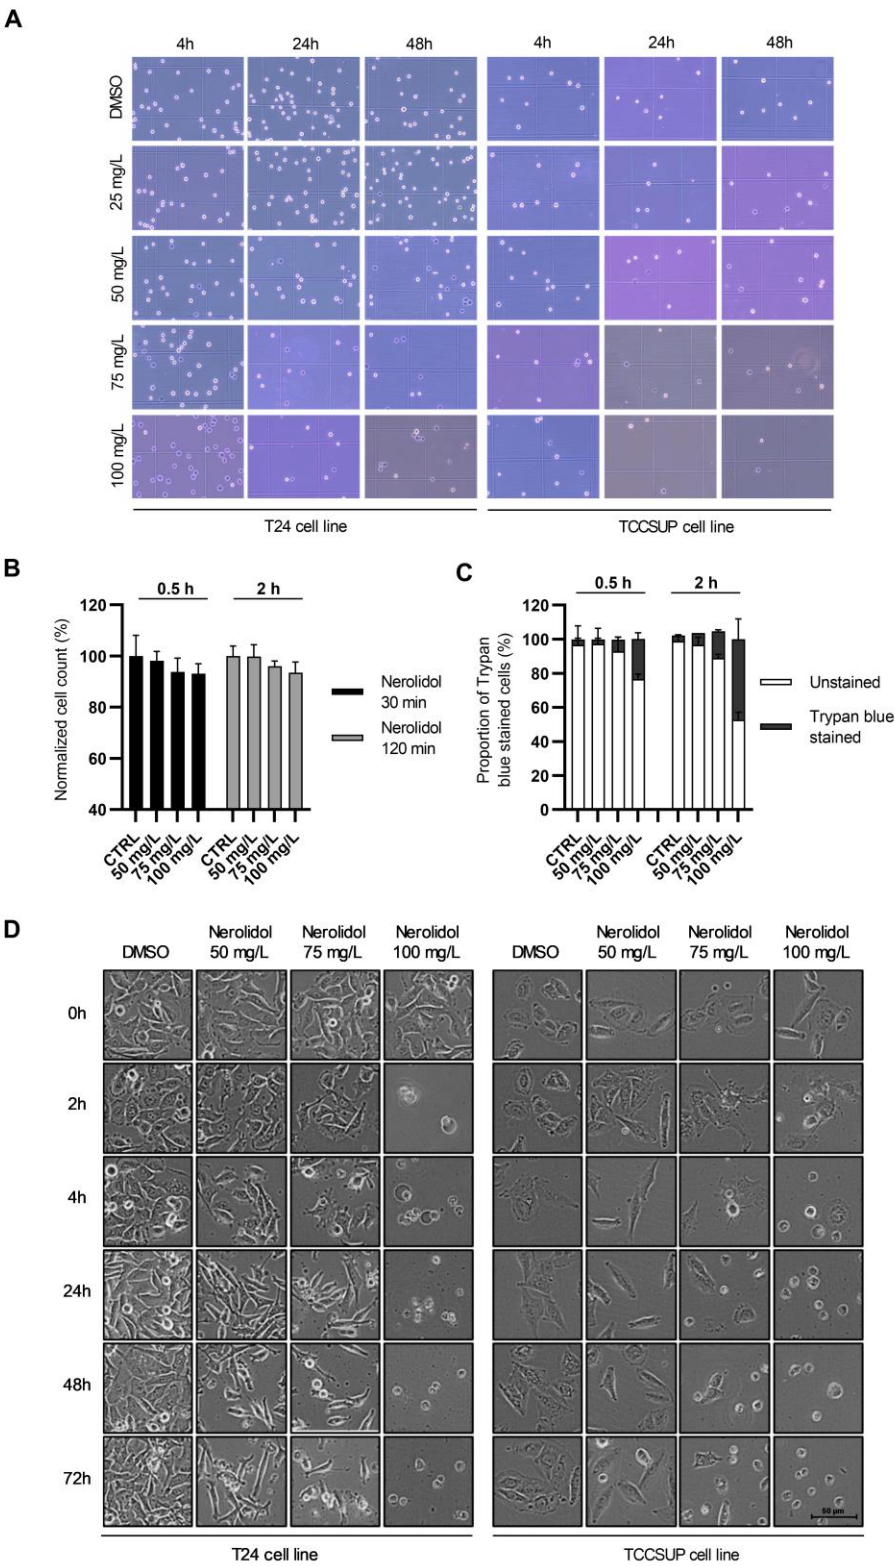 A
4h 24h 48h 4h 24h 48h
DMSO
25 mg/L
50 mg/L
75 mg/L
100 mg/L
T24 cell line TCCSUP cell line
B
0.5 h 2 h
Normalized cell count (%)
120
100
80
60
40
CTRL
50 mg/L
75 mg/L
100 mg/L
CTRL
50 mg/L
75 mg/L
100 mg/L
Nerolidol
30 min
Nerolidol
120 min
C
0.5 h 2 h
Proportion of Trypan
blue stained cells (%)
120
100
80
60
40
20
0
CTRL
50 mg/L
75 mg/L
100 mg/L
CTRL
50 mg/L
75 mg/L
100 mg/L
Unstained
Trypan blue
stained
D
DMSO
Nerolidol
50 mg/L
Nerolidol
75 mg/L
Nerolidol
100 mg/L
DMSO
Nerolidol
50 mg/L
Nerolidol
75 mg/L
Nerolidol
100 mg/L
0h
2h
4h
24h
48h
72h
50 μm
T24 cell line TCCSUP cell line